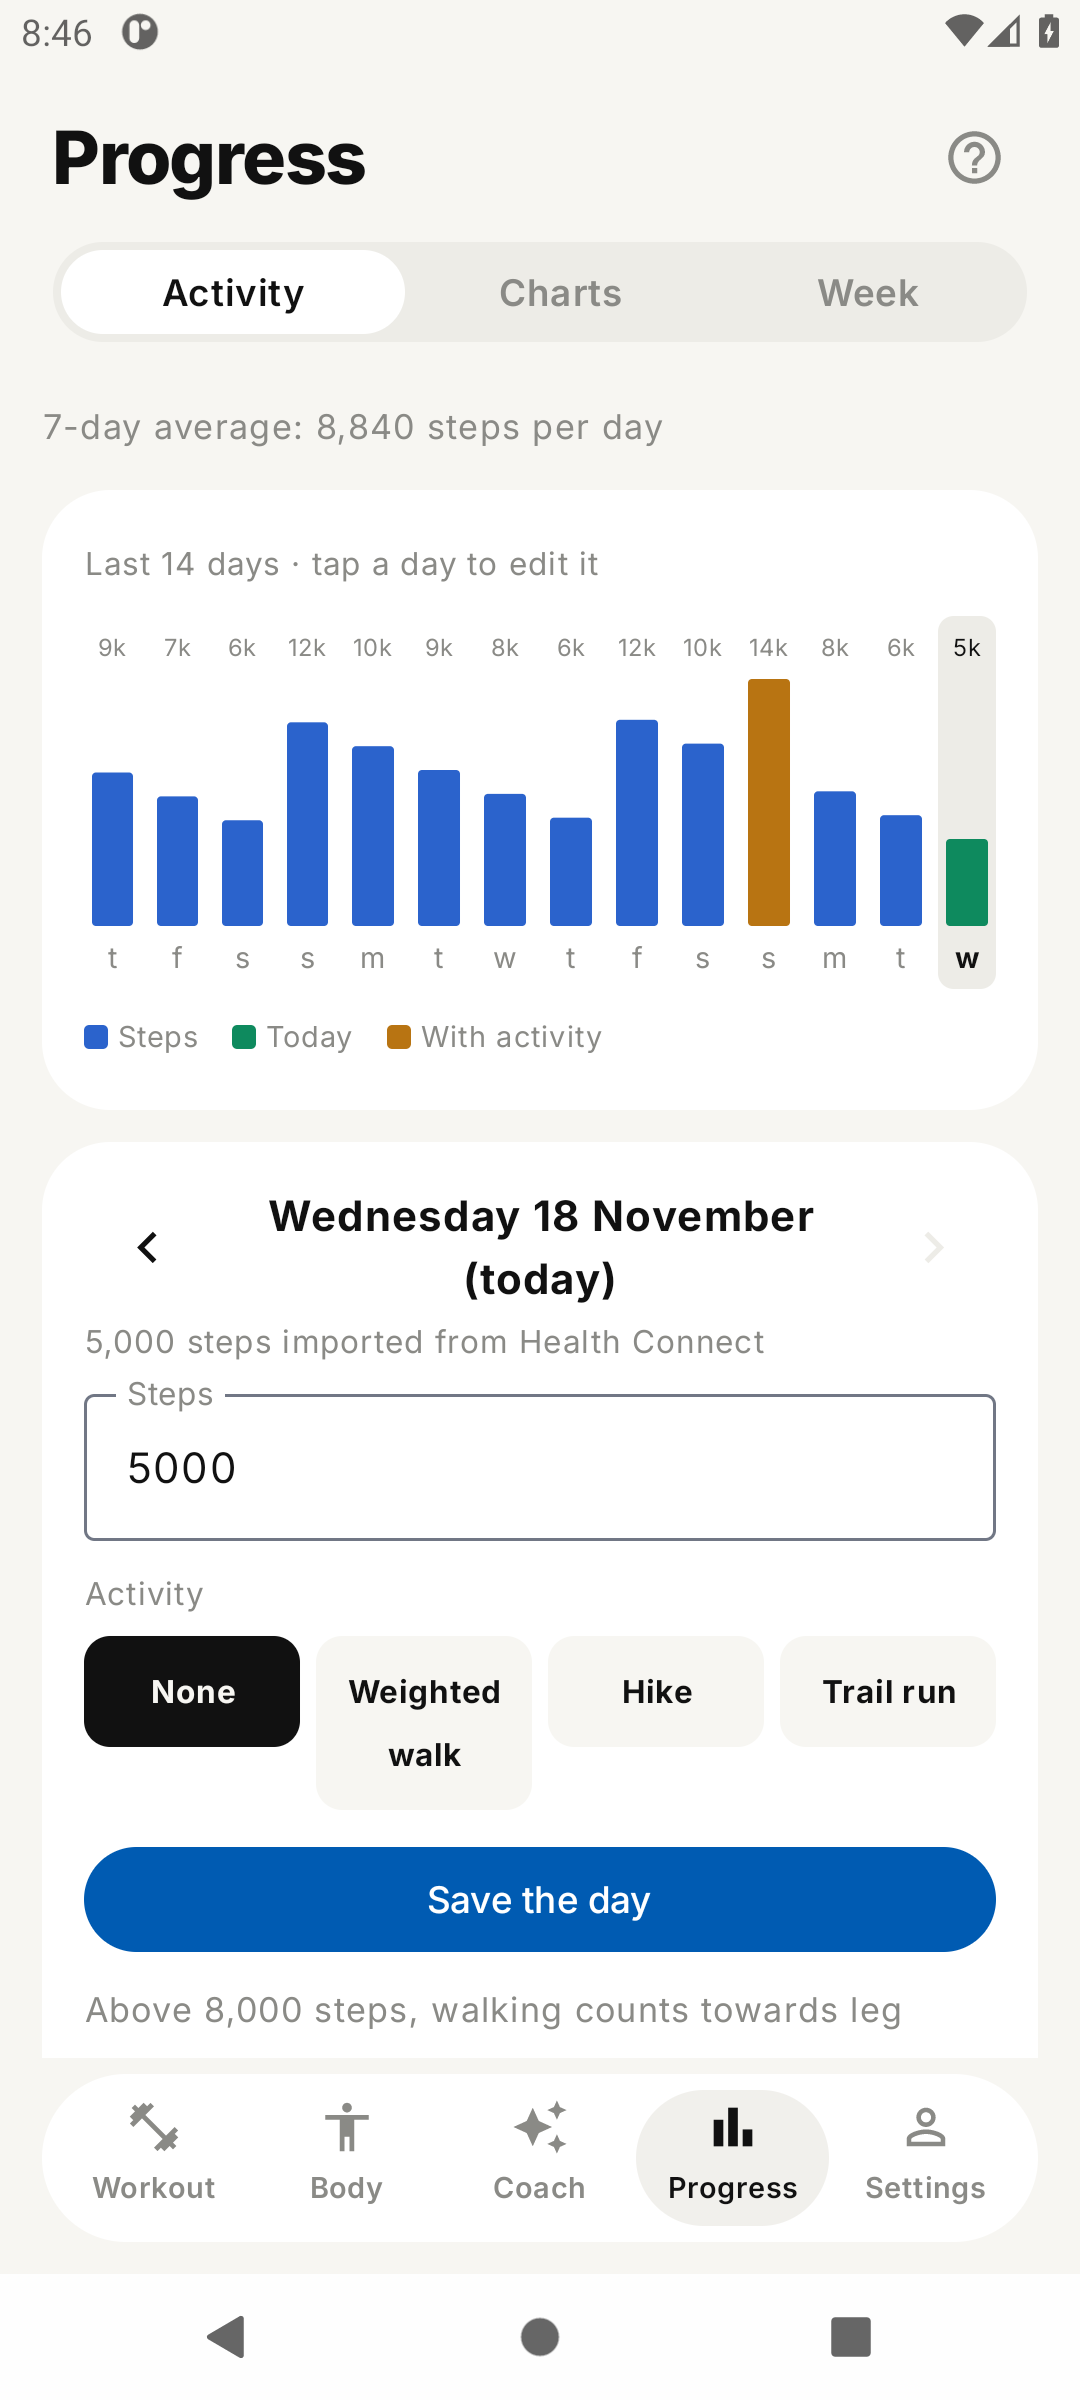 8:46
Progress
Activity Charts Week
7-day average: 8,840 steps per day
Last 14 days · tap a day to edit it
9k 7k 6k 12k 10k 9k 8k 6k 12k 10k 14k 8k 6k 5k
t f s s m t w t f s s m t w
Steps Today With activity
Wednesday 18 November
(today)
5,000 steps imported from Health Connect
Steps
5000
Activity
None Weighted Hike Trail run
walk
Save the day
Above 8,000 steps, walking counts towards leg
Workout Body Coach Progress Settings